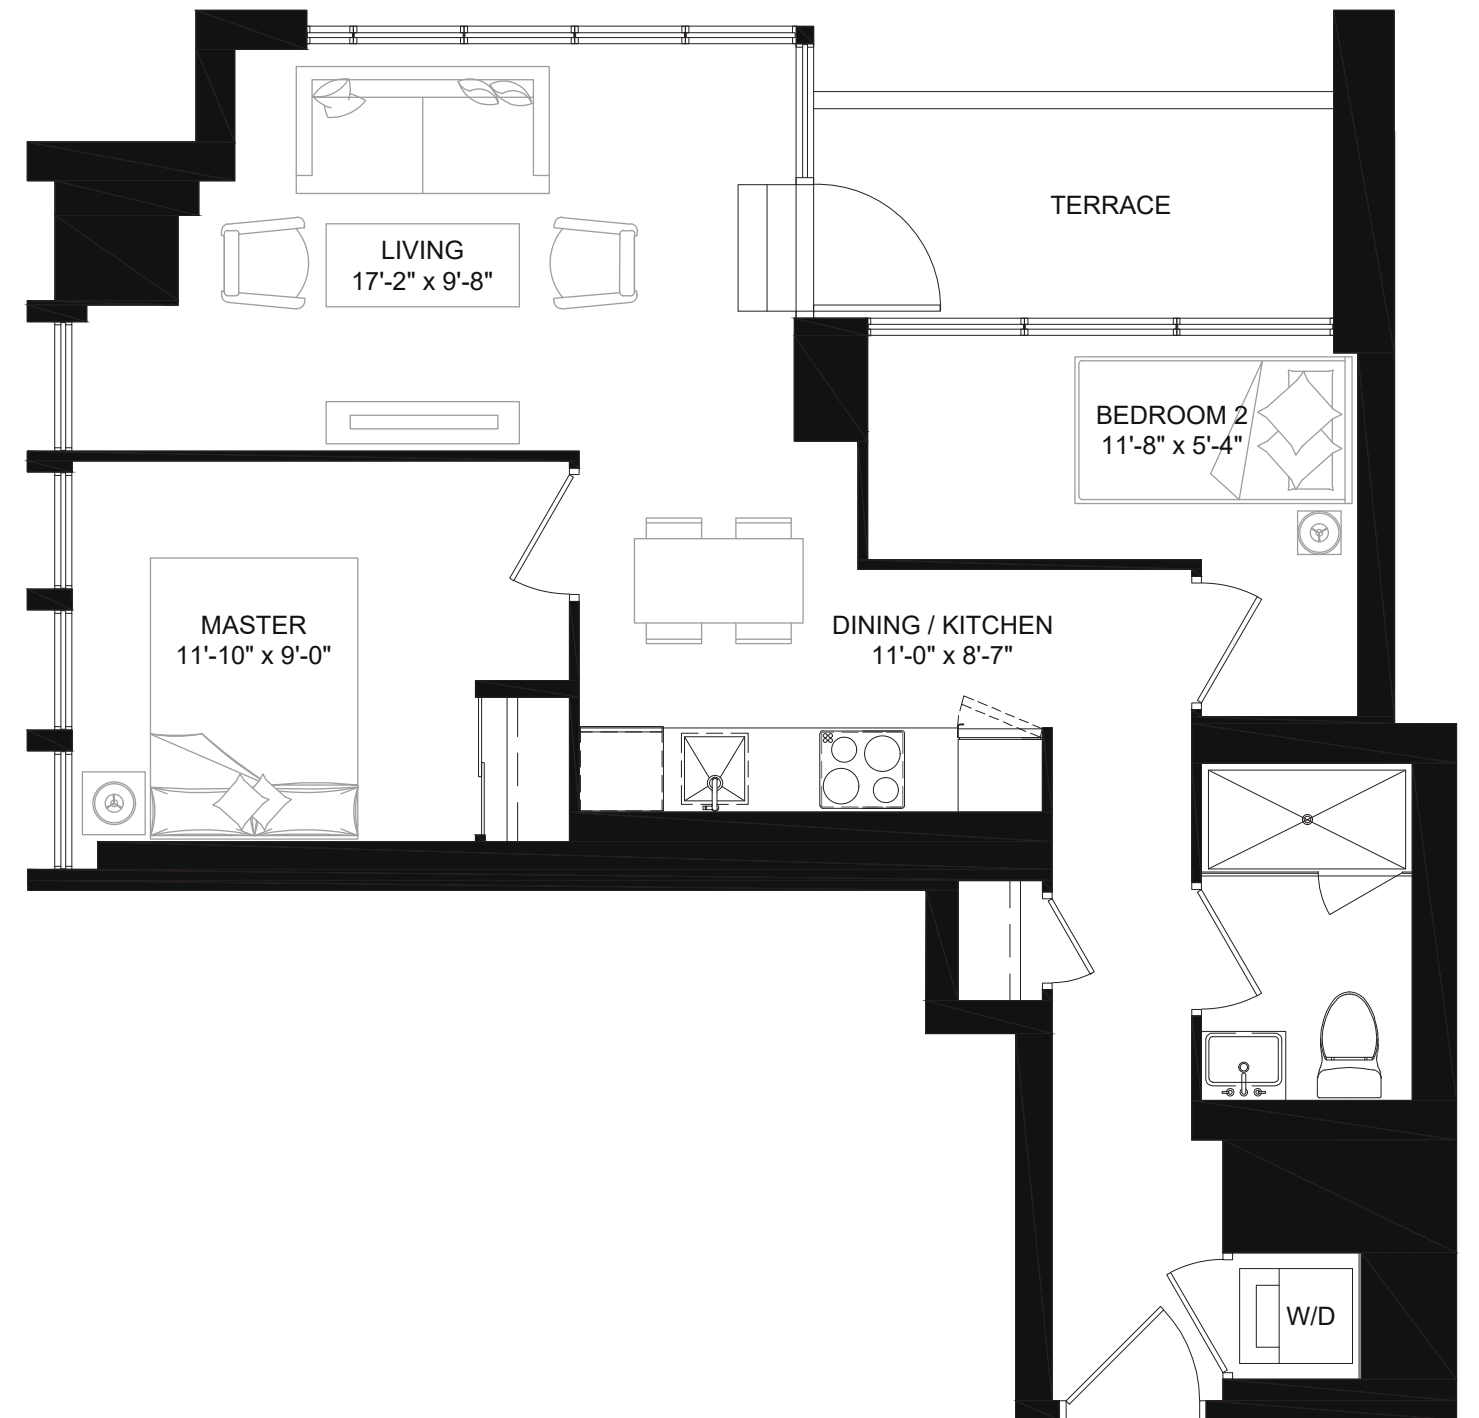 TERRACE
LIVING
17'-2" x 9'-8"
BEDROOM 2
11'-8" x 5'-4"
MASTER
11'-10" x 9'-0"
DINING / KITCHEN
11'-0" x 8'-7"
W/D